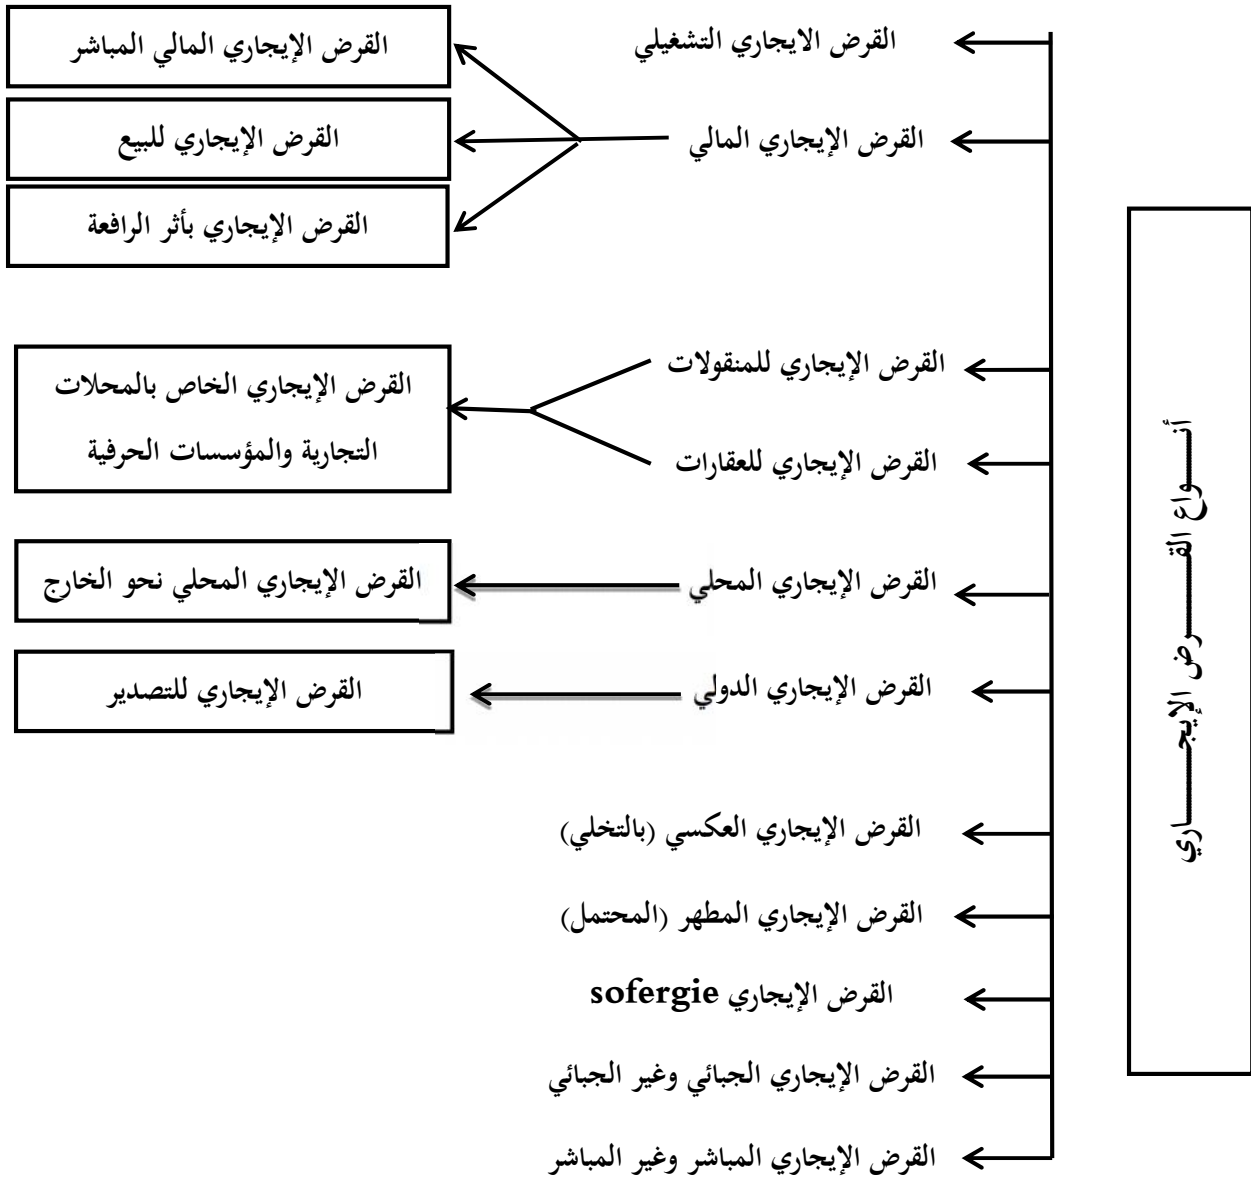 أنـــواع القـــرض الإيجـــاري
القرض الايجاري التشغيلي
القرض الإيجاري المالي
القرض الإيجاري المالي المباشر
القرض الإيجاري للبيع
القرض الإيجاري بأثر الرافعة
القرض الإيجاري للمنقولات
القرض الإيجاري للعقارات
القرض الإيجاري الخاص بالمحلات
التجارية والمؤسسات الحرفية
القرض الإيجاري المحلي
القرض الإيجاري المحلي نحو الخارج
القرض الإيجاري الدولي
القرض الإيجاري للتصدير
القرض الإيجاري العكسي (بالتخلي)
القرض الإيجاري المطهر (المحتمل)
القرض الإيجاري sofergie
القرض الإيجاري الجبائي وغير الجبائي
القرض الإيجاري المباشر وغير المباشر